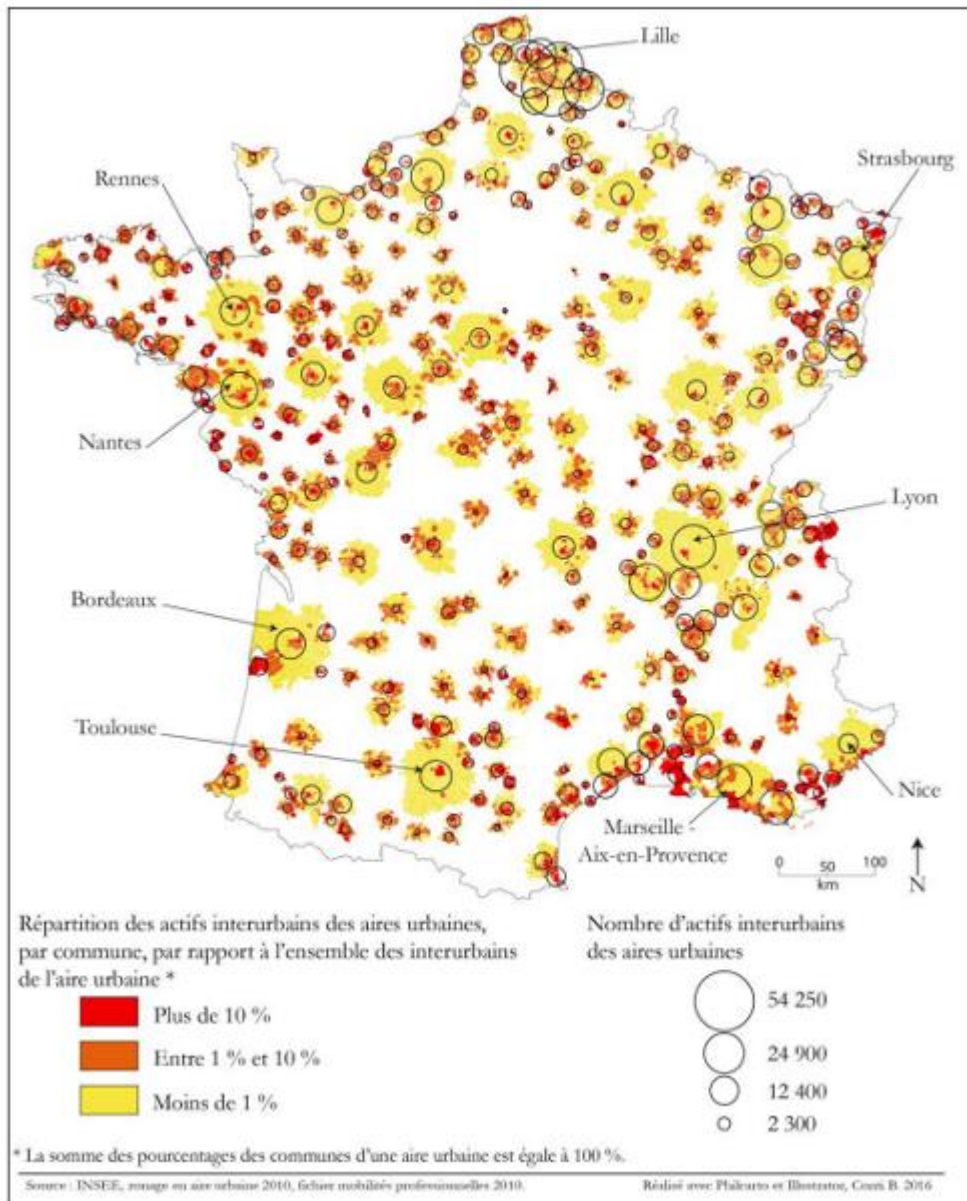 Lille
Strasbourg
Rennes
Nantes
Lyon
Bordeaux
Toulouse
Nice
Marseille -
Aix-en-Provence
0 50 100
km
N
Répartition des actifs interurbains des aires urbaines,
par commune, par rapport à l'ensemble des interurbains
de l'aire urbaine *
Plus de 10 %
Entre 1 % et 10 %
Moins de 1 %
Nombre d'actifs interurbains
des aires urbaines
54 250
24 900
12 400
2 300
* La somme des pourcentages des communes d'une aire urbaine est égale à 100 %.
Source : INSEE, zonage en aire urbaine 2010, fichier mobilités professionnelles 2010.
Réalisé avec Philcarto et Illustrator, Conti B. 2016